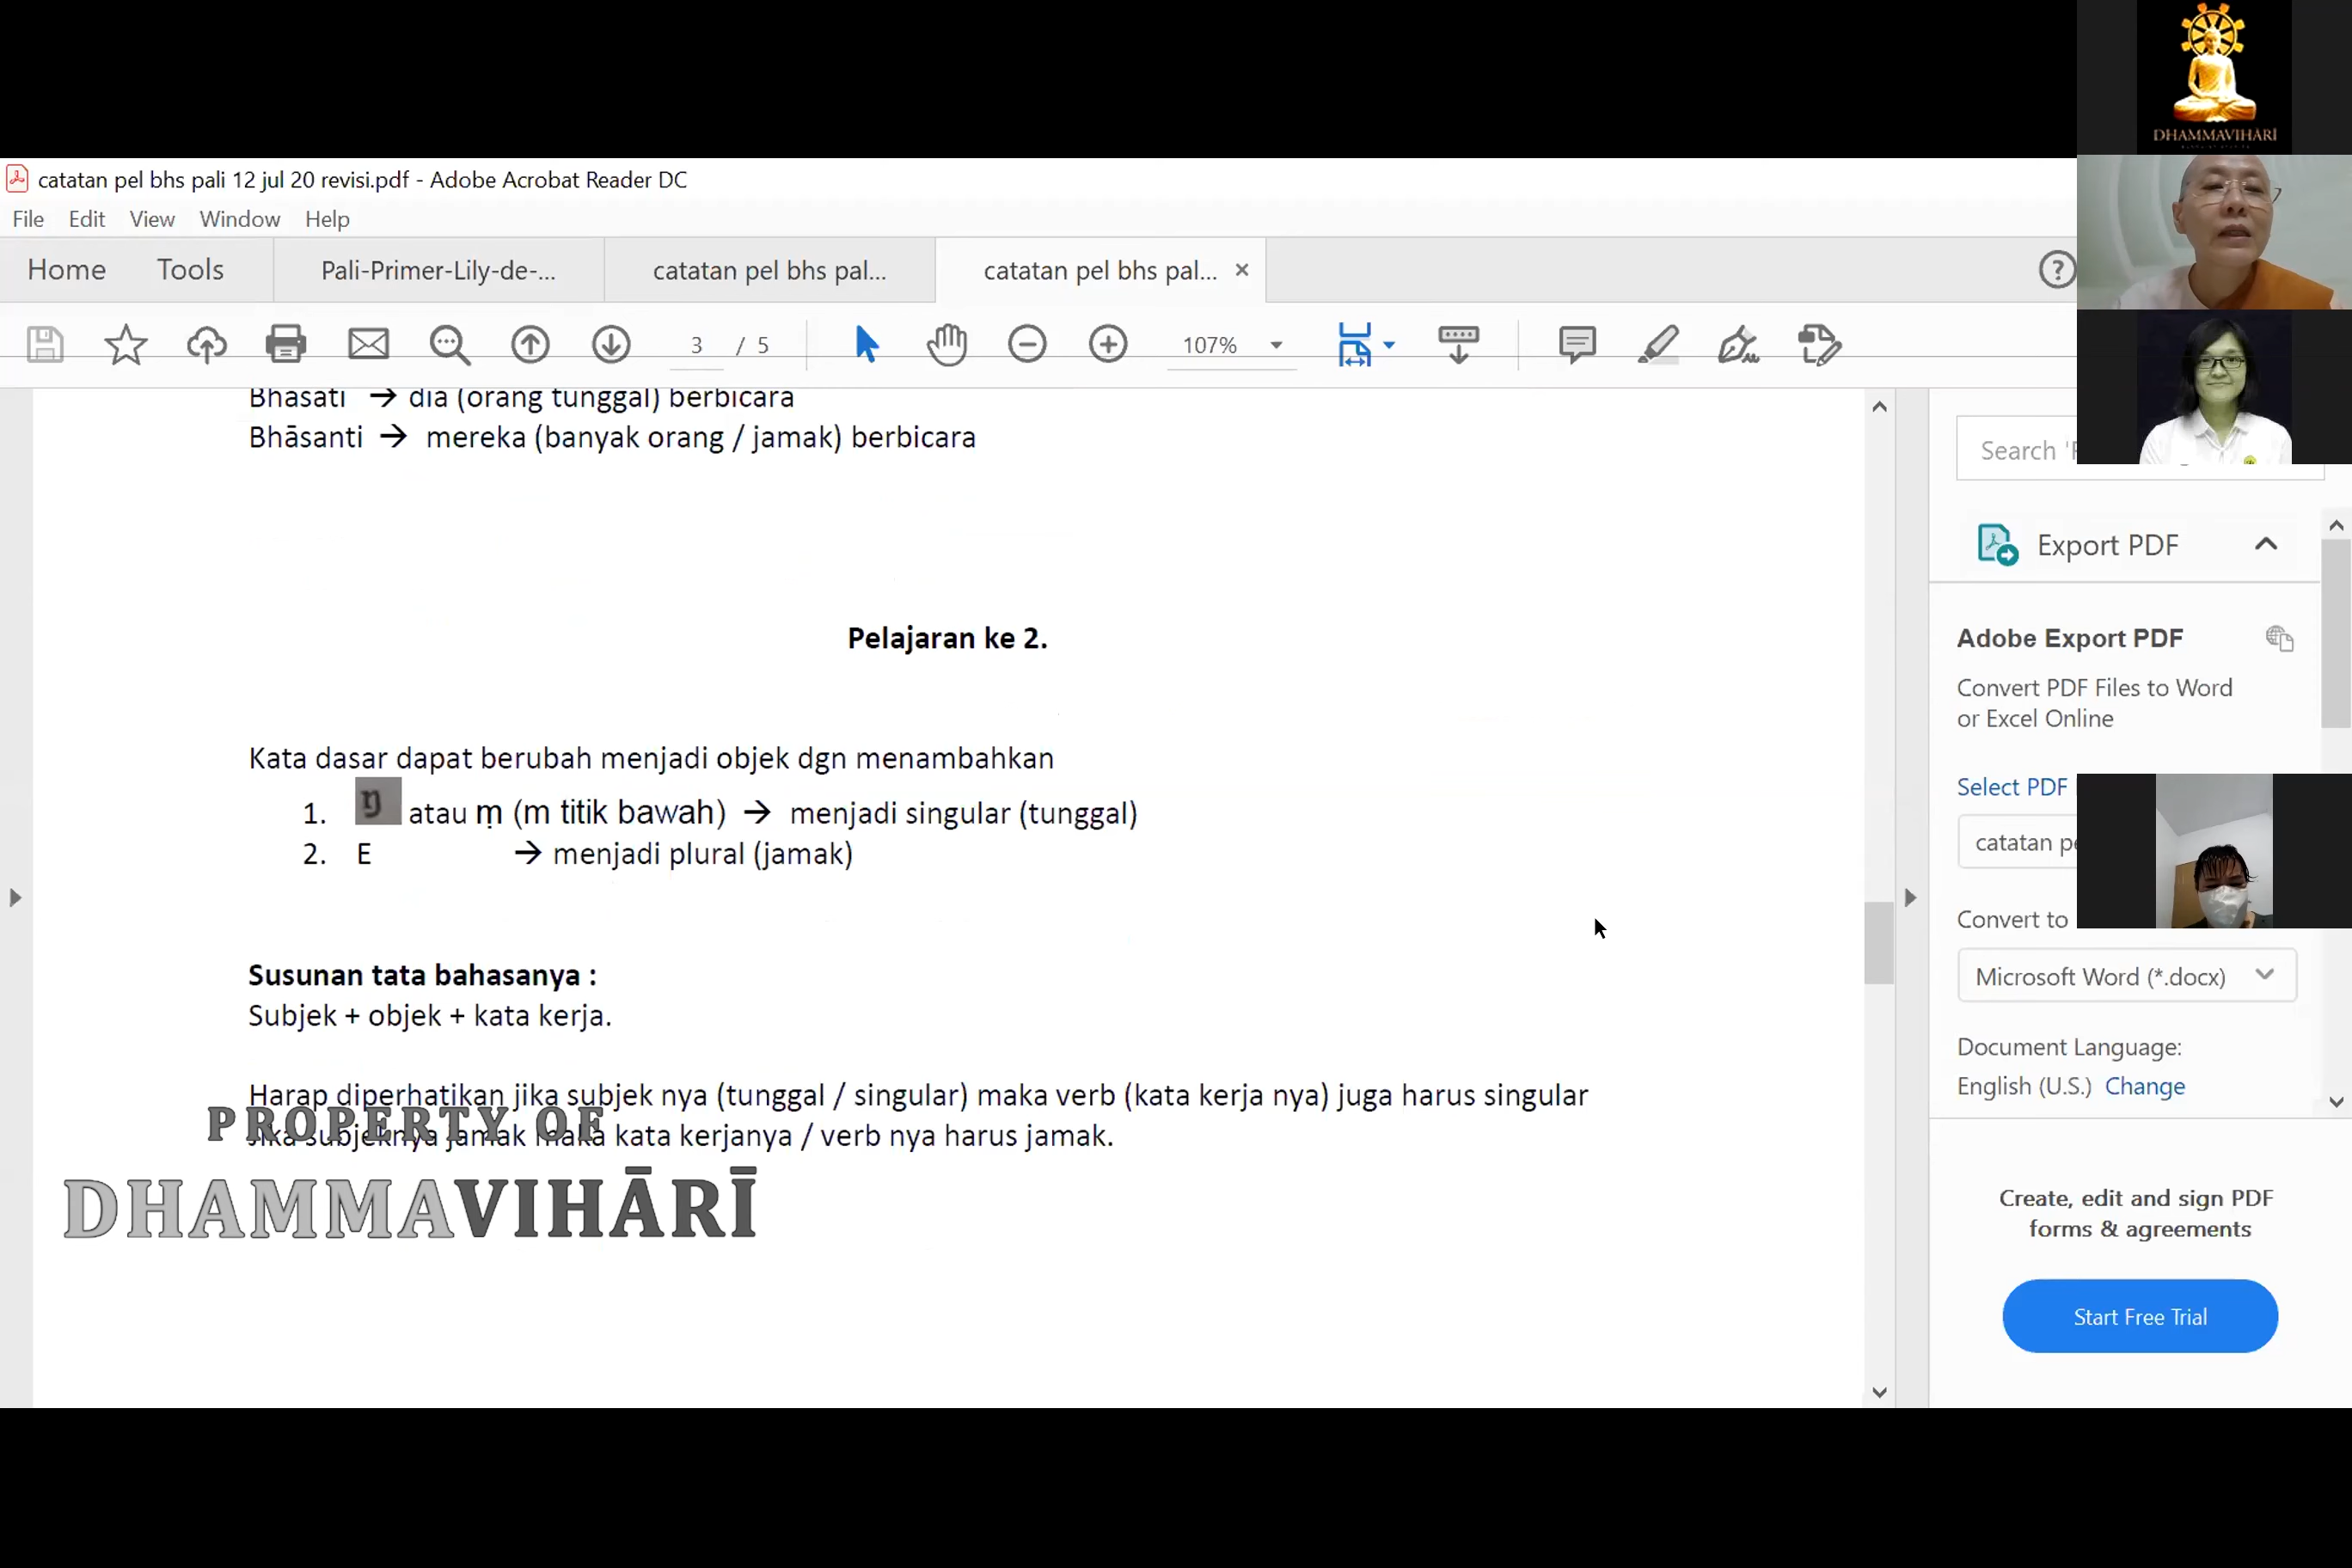 DHAMMAVIHĀRĪ
catatan pel bhs pali 12 jul 20 revisi.pdf - Adobe Acrobat Reader DC
File Edit View Window Help
Home Tools Pali-Primer-Lily-de-... catatan pel bhs pal... catatan pel bhs pal... ×
3 / 5 107%
Bhāsati → dia (orang tunggal) berbicara
Bhāsanti → mereka (banyak orang / jamak) berbicara
Pelajaran ke 2.
Kata dasar dapat berubah menjadi objek dgn menambahkan
1. ŋ atau ṃ (m titik bawah) → menjadi singular (tunggal)
2. E → menjadi plural (jamak)
Susunan tata bahasanya :
Subjek + objek + kata kerja.
Harap diperhatikan jika subjek nya (tunggal / singular) maka verb (kata kerja nya) juga harus singular
Jika subjeknya jamak maka kata kerjanya / verb nya harus jamak.
PROPERTY OF
DHAMMAVIHĀRĪ
Search
Export PDF
Adobe Export PDF
Convert PDF Files to Word
or Excel Online
Select PDF
catatan pe
Convert to
Microsoft Word (*.docx)
Document Language:
English (U.S.) Change
Create, edit and sign PDF
forms & agreements
Start Free Trial